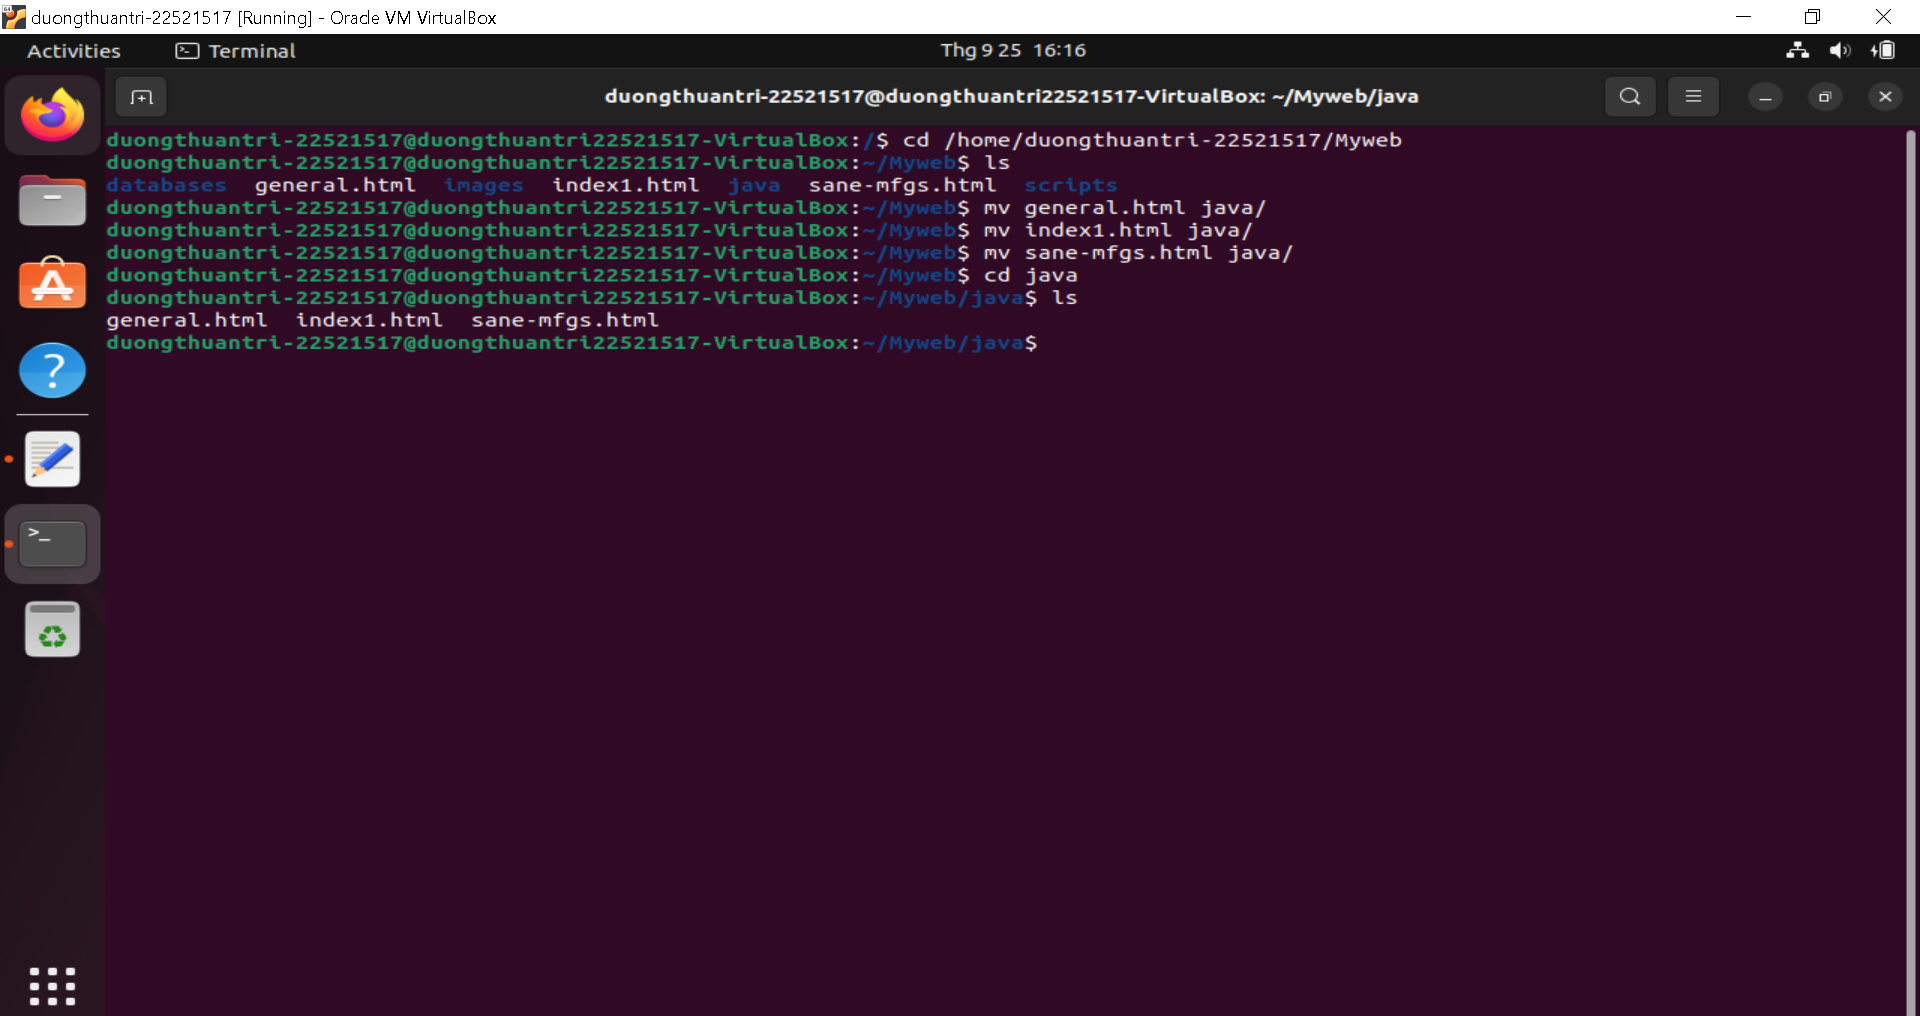 duongthuantri-22521517 [Running] - Oracle VM VirtualBox
Activities Terminal Thg 9 25 16:16
duongthuantri-22521517@duongthuantri22521517-VirtualBox: ~/Myweb/java
duongthuantri-22521517@duongthuantri22521517-VirtualBox:/$ cd /home/duongthuantri-22521517/Myweb
duongthuantri-22521517@duongthuantri22521517-VirtualBox:~/Myweb$ ls
databases general.html images index1.html java sane-mfgs.html scripts
duongthuantri-22521517@duongthuantri22521517-VirtualBox:~/Myweb$ mv general.html java/
duongthuantri-22521517@duongthuantri22521517-VirtualBox:~/Myweb$ mv index1.html java/
duongthuantri-22521517@duongthuantri22521517-VirtualBox:~/Myweb$ mv sane-mfgs.html java/
duongthuantri-22521517@duongthuantri22521517-VirtualBox:~/Myweb$ cd java
duongthuantri-22521517@duongthuantri22521517-VirtualBox:~/Myweb/java$ ls
general.html index1.html sane-mfgs.html
duongthuantri-22521517@duongthuantri22521517-VirtualBox:~/Myweb/java$